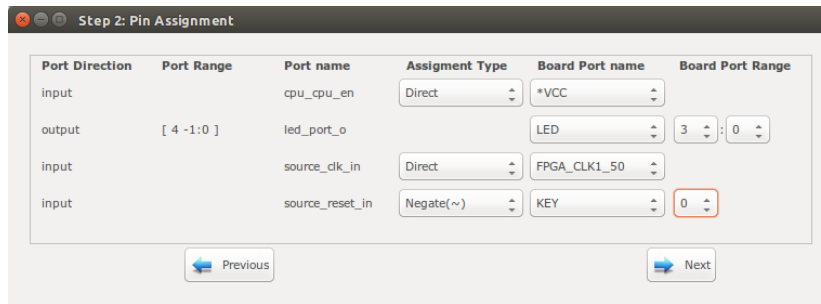 Step 2: Pin Assignment
Port Direction Port Range Port name Assigment Type Board Port name Board Port Range
input cpu_cpu_en Direct *VCC
output [ 4 -1:0 ] led_port_o LED 3 : 0
input source_clk_in Direct FPGA_CLK1_50
input source_reset_in Negate(~) KEY 0
Previous Next